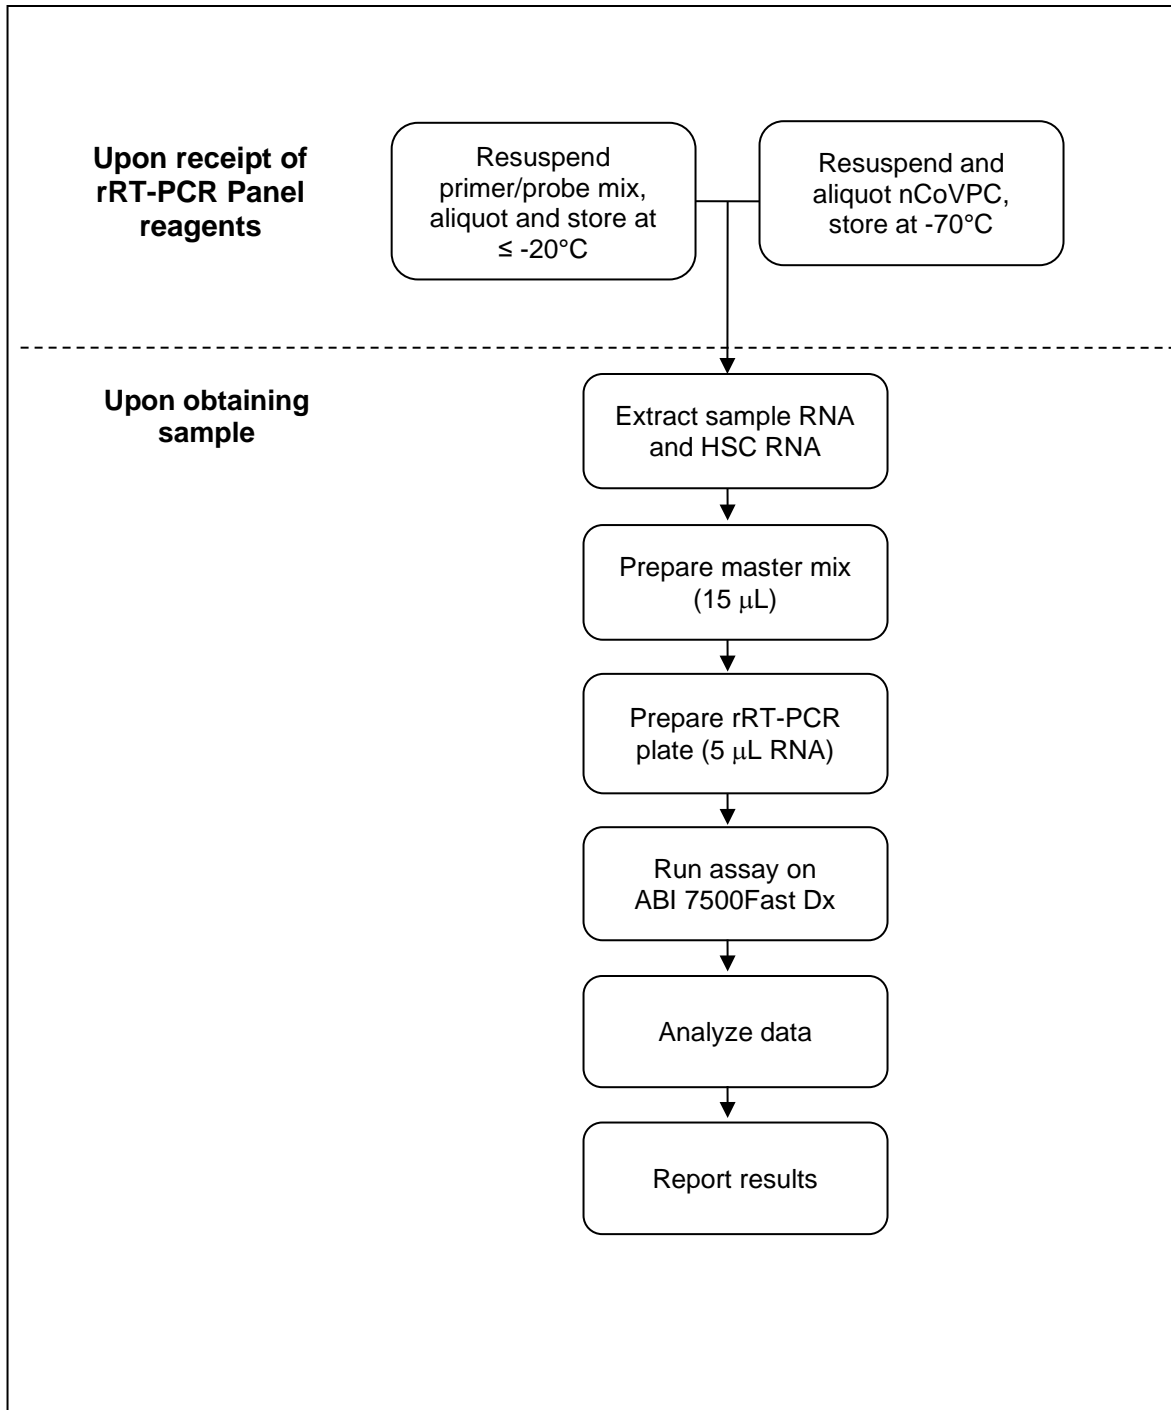 Upon receipt of
rRT-PCR Panel
reagents
Resuspend
primer/probe mix,
aliquot and store at
≤ -20°C
Resuspend and
aliquot nCoVPC,
store at -70°C
Upon obtaining
sample
Extract sample RNA
and HSC RNA
Prepare master mix
(15 μL)
Prepare rRT-PCR
plate (5 μL RNA)
Run assay on
ABI 7500Fast Dx
Analyze data
Report results